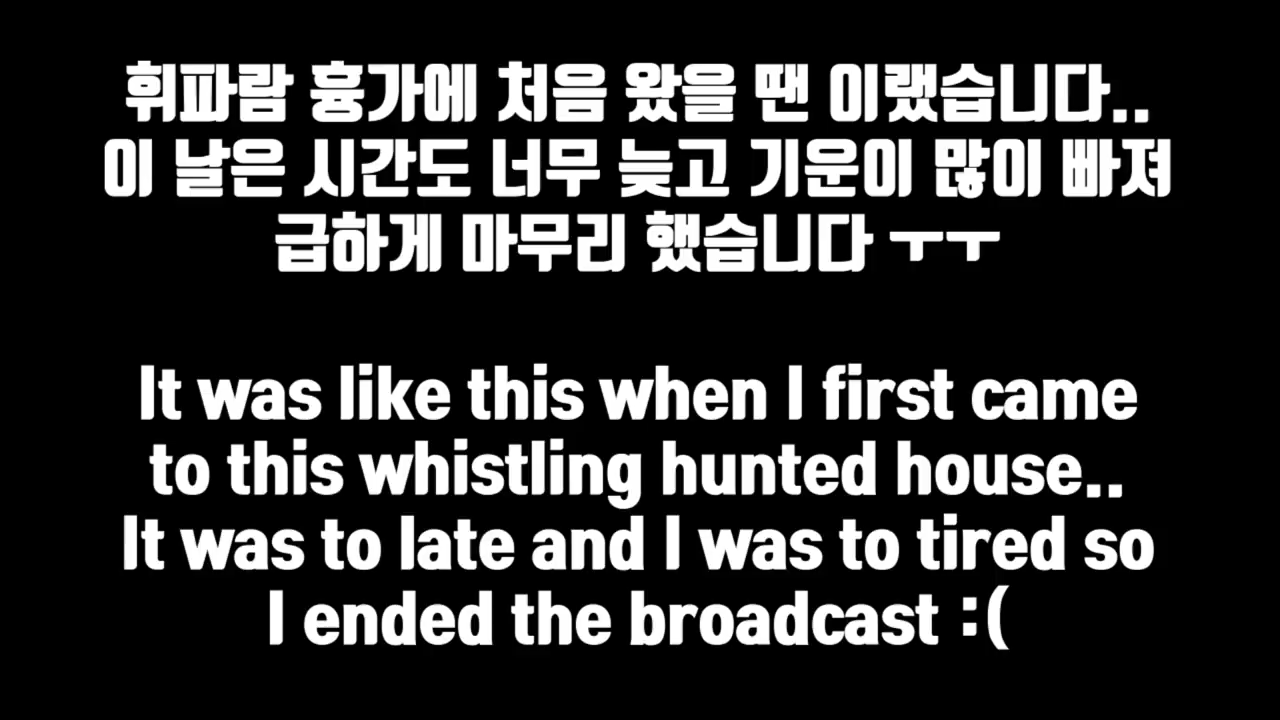 휘파람 흉가에 처음 왔을 땐 이랬습니다..
이 날은 시간도 너무 늦고 기운이 많이 빠져
급하게 마무리 했습니다 ㅜㅜ
It was like this when I first came
to this whistling hunted house..
It was to late and I was to tired so
I ended the broadcast :(